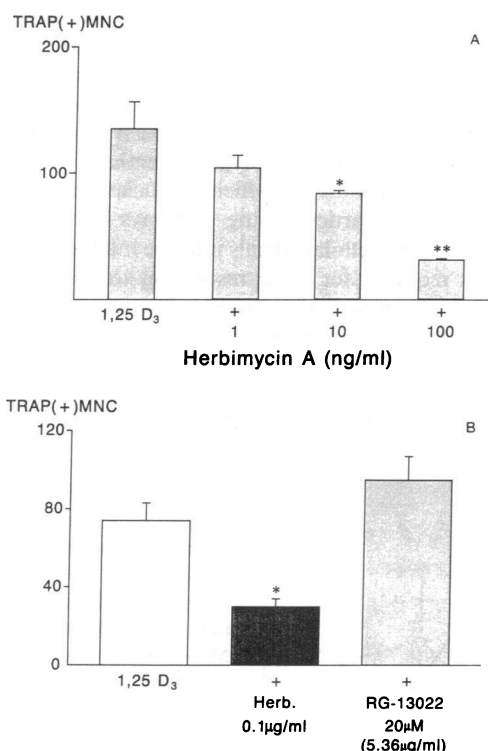 TRAP(+)MNC
A
200
100
*
**
1,25 D₃ + + +
1 10 100
Herbimycin A (ng/ml)
TRAP(+)MNC
B
120
80
40
0
*
1,25 D₃ + +
Herb. RG-13022
0.1µg/ml 20µM
(5.36µg/ml)